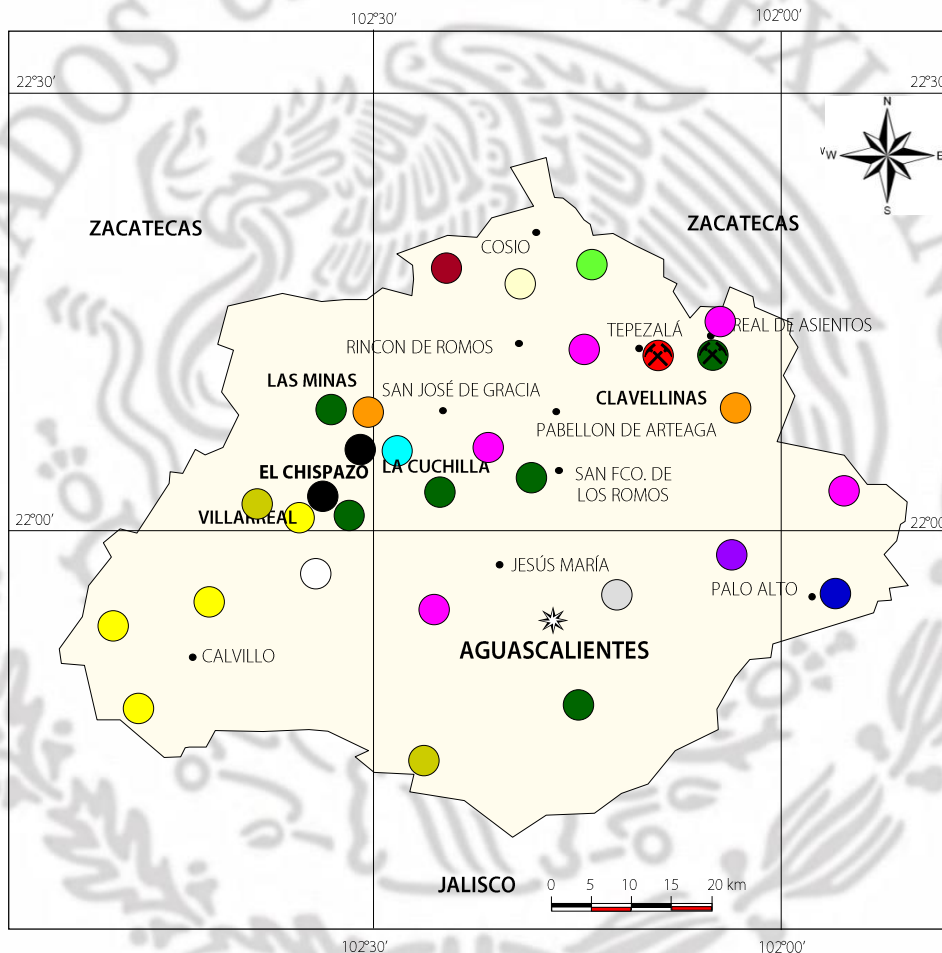 102°30’ 102°00’
22°30’ 22°30
ESTADOS UNIDOS MEXICANOS
N
W W E
S
ZACATECAS ZACATECAS
COSIO
TEPEZALÁ REAL DE ASIENTOS
RINCON DE ROMOS
LAS MINAS SAN JOSÉ DE GRACIA CLAVELLINAS
PABELLON DE ARTEAGA
EL CHISPAZO LA CUCHILLA
SAN FCO. DE
LOS ROMOS
VILLARREAL
22°00’ 22°00
JESÚS MARÍA
PALO ALTO
AGUASCALIENTES
CALVILLO
JALISCO
0 5 10 15 20 km
102°30’ 102°00’